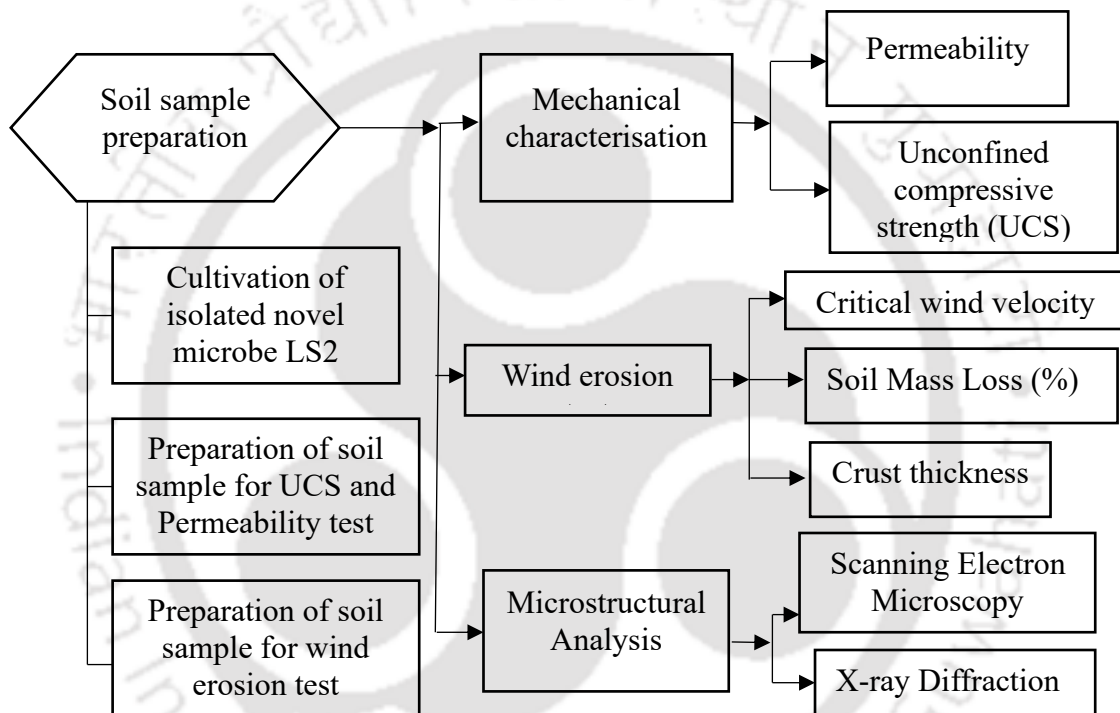 Soil sample
preparation
Cultivation of
isolated novel
microbe LS2
Preparation of soil
sample for UCS and
Permeability test
Preparation of soil
sample for wind
erosion test
Mechanical
characterisation
Permeability
Unconfined
compressive
strength (UCS)
Wind erosion
Critical wind velocity
Soil Mass Loss (%)
Crust thickness
Microstructural
Analysis
Scanning Electron
Microscopy
X-ray Diffraction